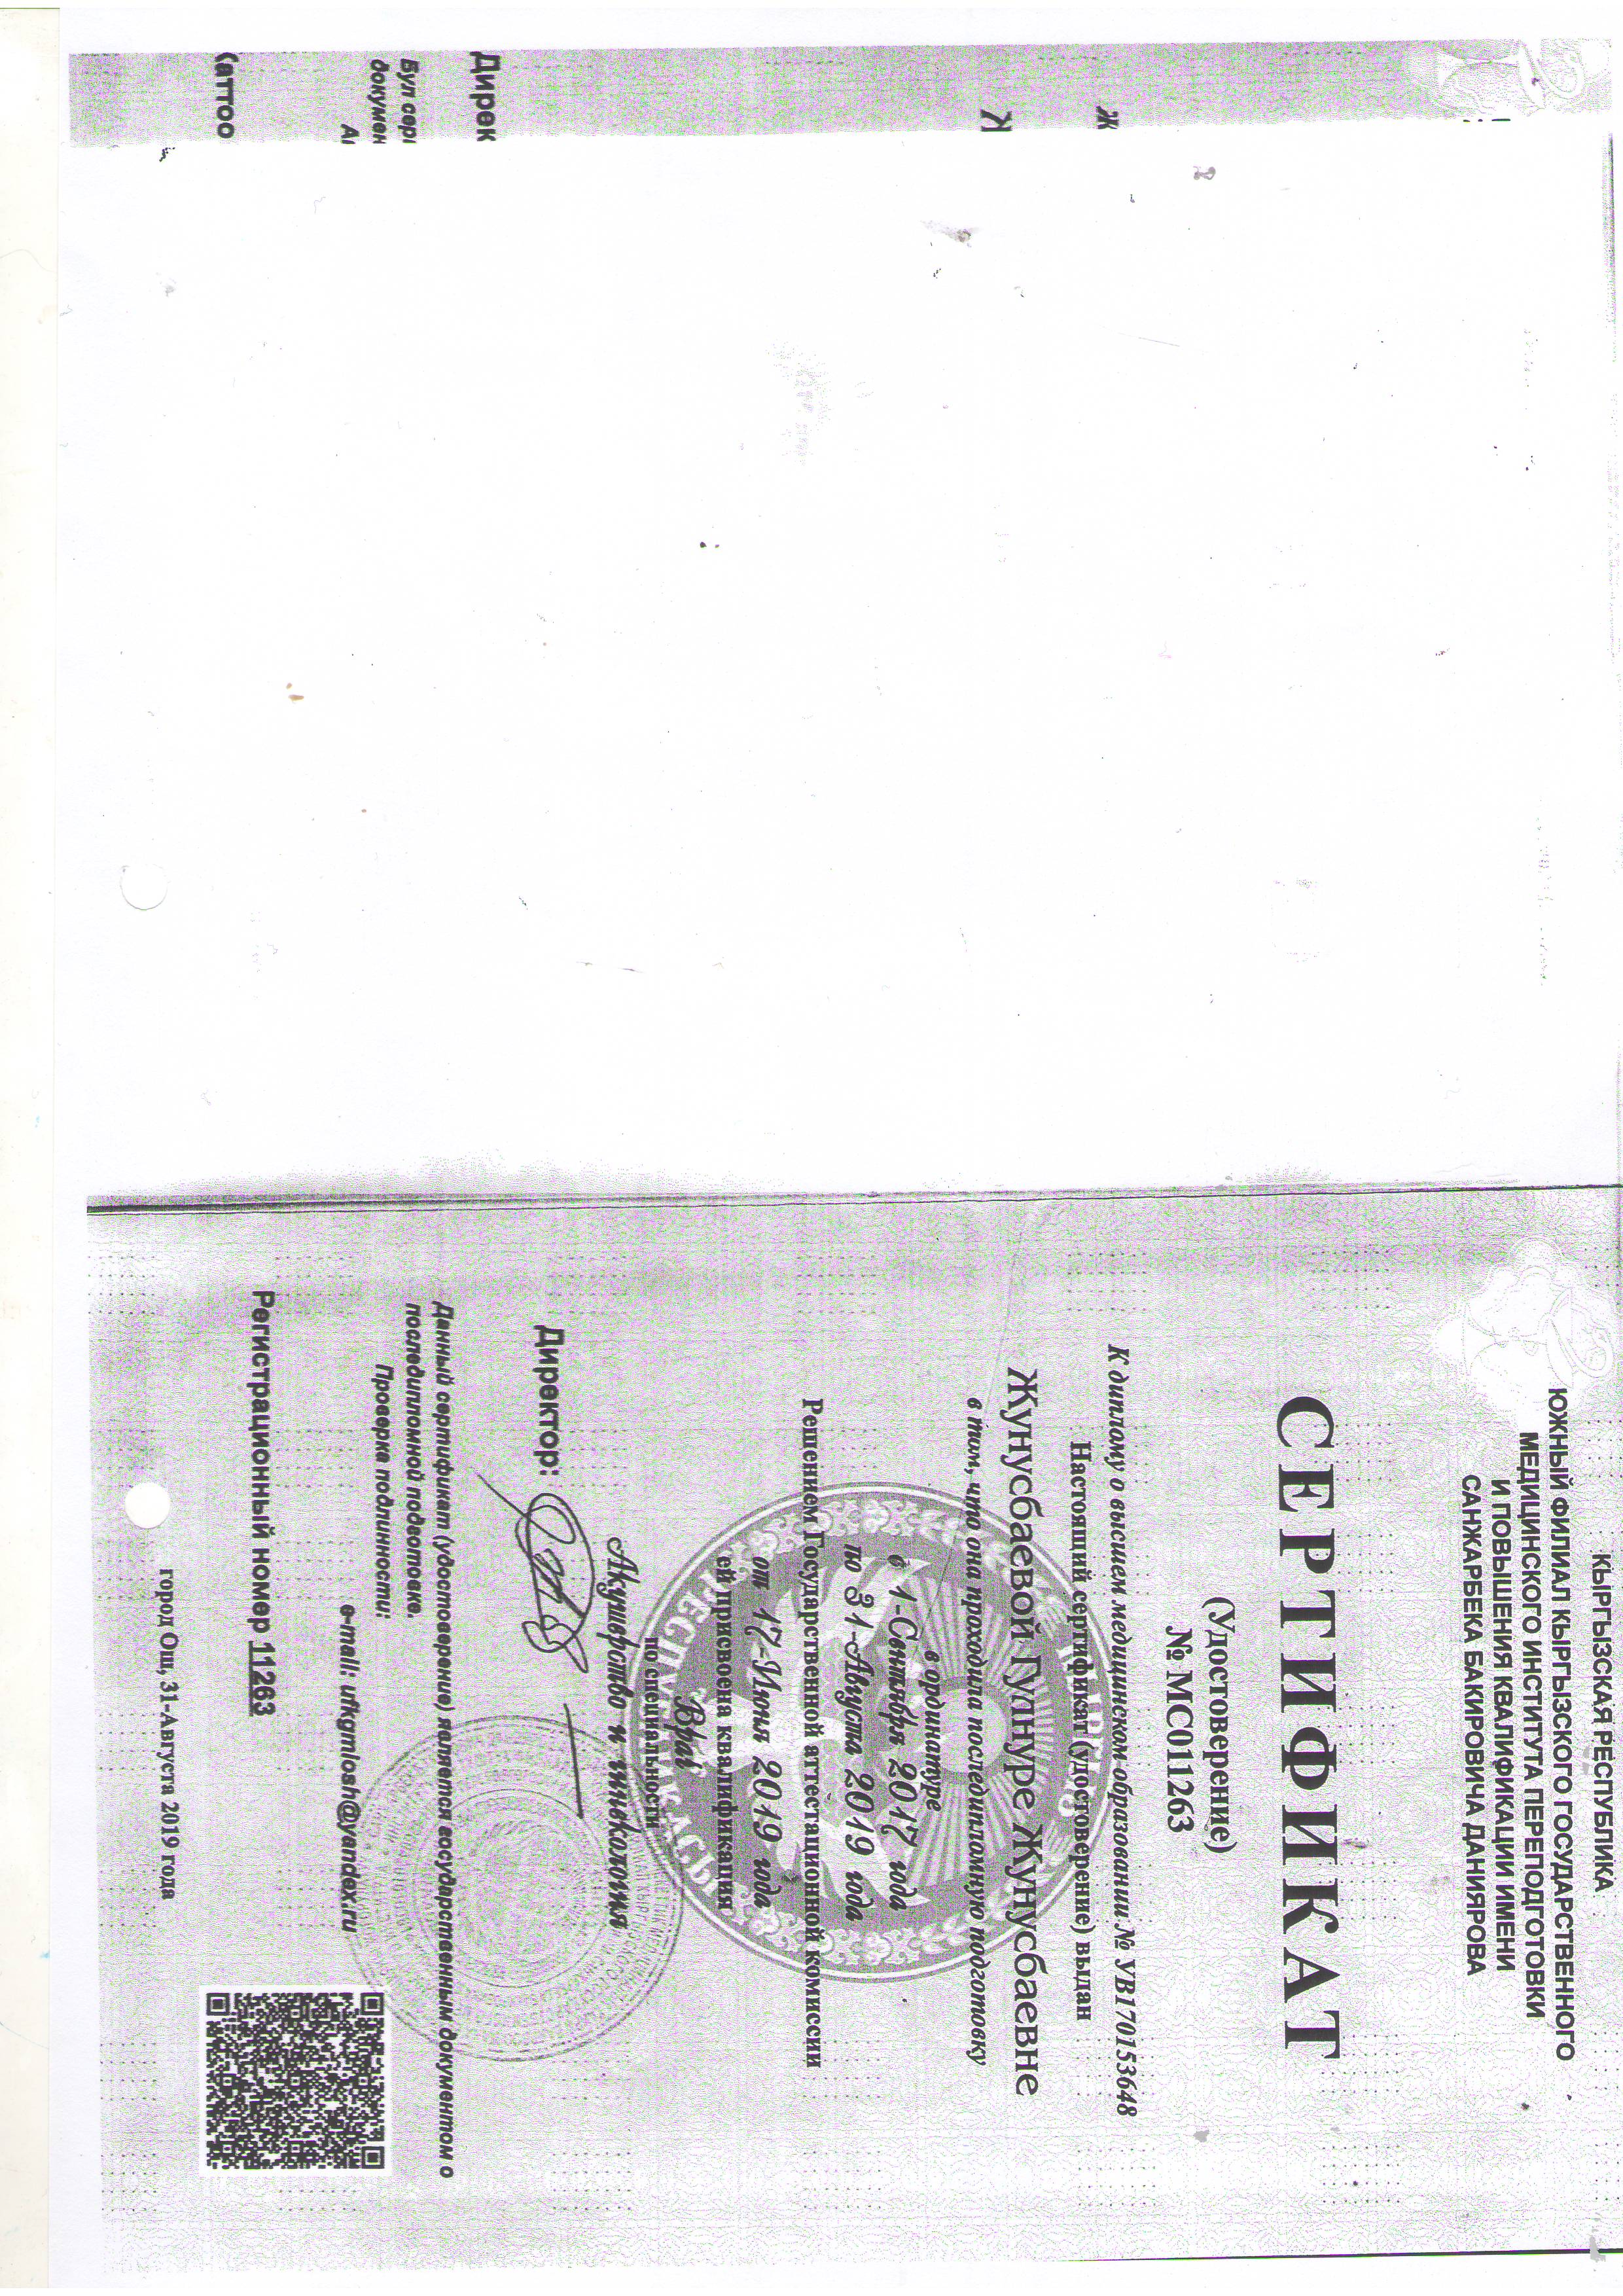 КЫРГЫЗСКАЯ РЕСПУБЛИКА
ЮЖНЫЙ ФИЛИАЛ КЫРГЫЗСКОГО ГОСУДАРСТВЕННОГО
МЕДИЦИНСКОГО ИНСТИТУТА ПЕРЕПОДГОТОВКИ
И ПОВЫШЕНИЯ КВАЛИФИКАЦИИ ИМЕНИ
САНЖАРБЕКА БАКИРОВИЧА ДАНИЯРОВА
СЕРТИФИКАТ
(Удостоверение)
№ МС011263
К диплому о высшем медицинском образовании № УВ170153648
Настоящий сертификат (удостоверение) выдан
Жунусбаевой Гулнуре Жунусбаевне
в том, что она проходила последипломную подготовку
в ординатуре
с 1-Сентября 2017 года
по 31-Августа 2019 года
Решением Государственной аттестационной комиссии
от 17-Июня 2019 года
ей присвоена квалификация
Врач
по специальности
Акушерство и гинекология
Директор:
Данный сертификат (удостоверение) является государственным документом о
последипломной подготовке.
Проверка подлинности:
e-mail: ufkgmiosh@yandex.ru
Регистрационный номер 11263
город Ош, 31-Августа 2019 года
Дирек
Бул серт
докумен